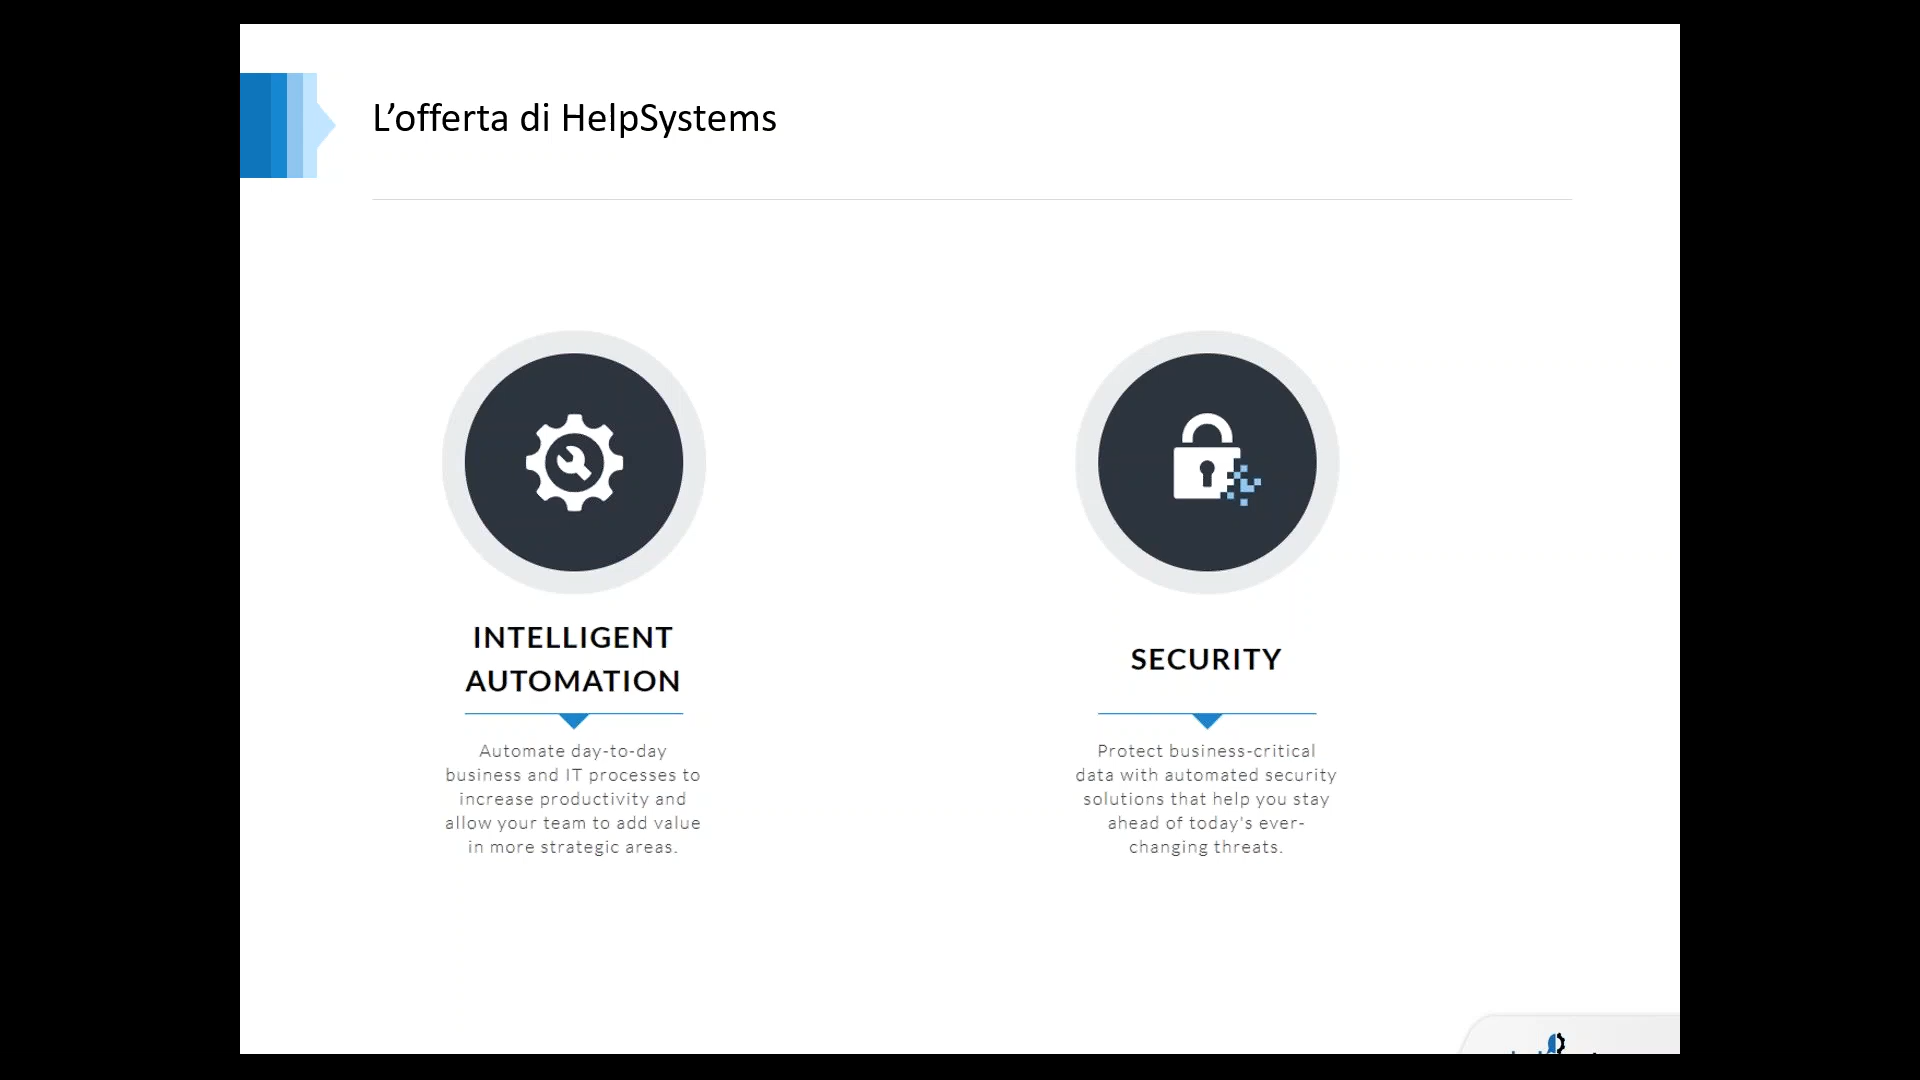 L’offerta di HelpSystems
INTELLIGENT
AUTOMATION
Automate day-to-day
business and IT processes to
increase productivity and
allow your team to add value
in more strategic areas.
SECURITY
Protect business-critical
data with automated security
solutions that help you stay
ahead of today's ever-
changing threats.